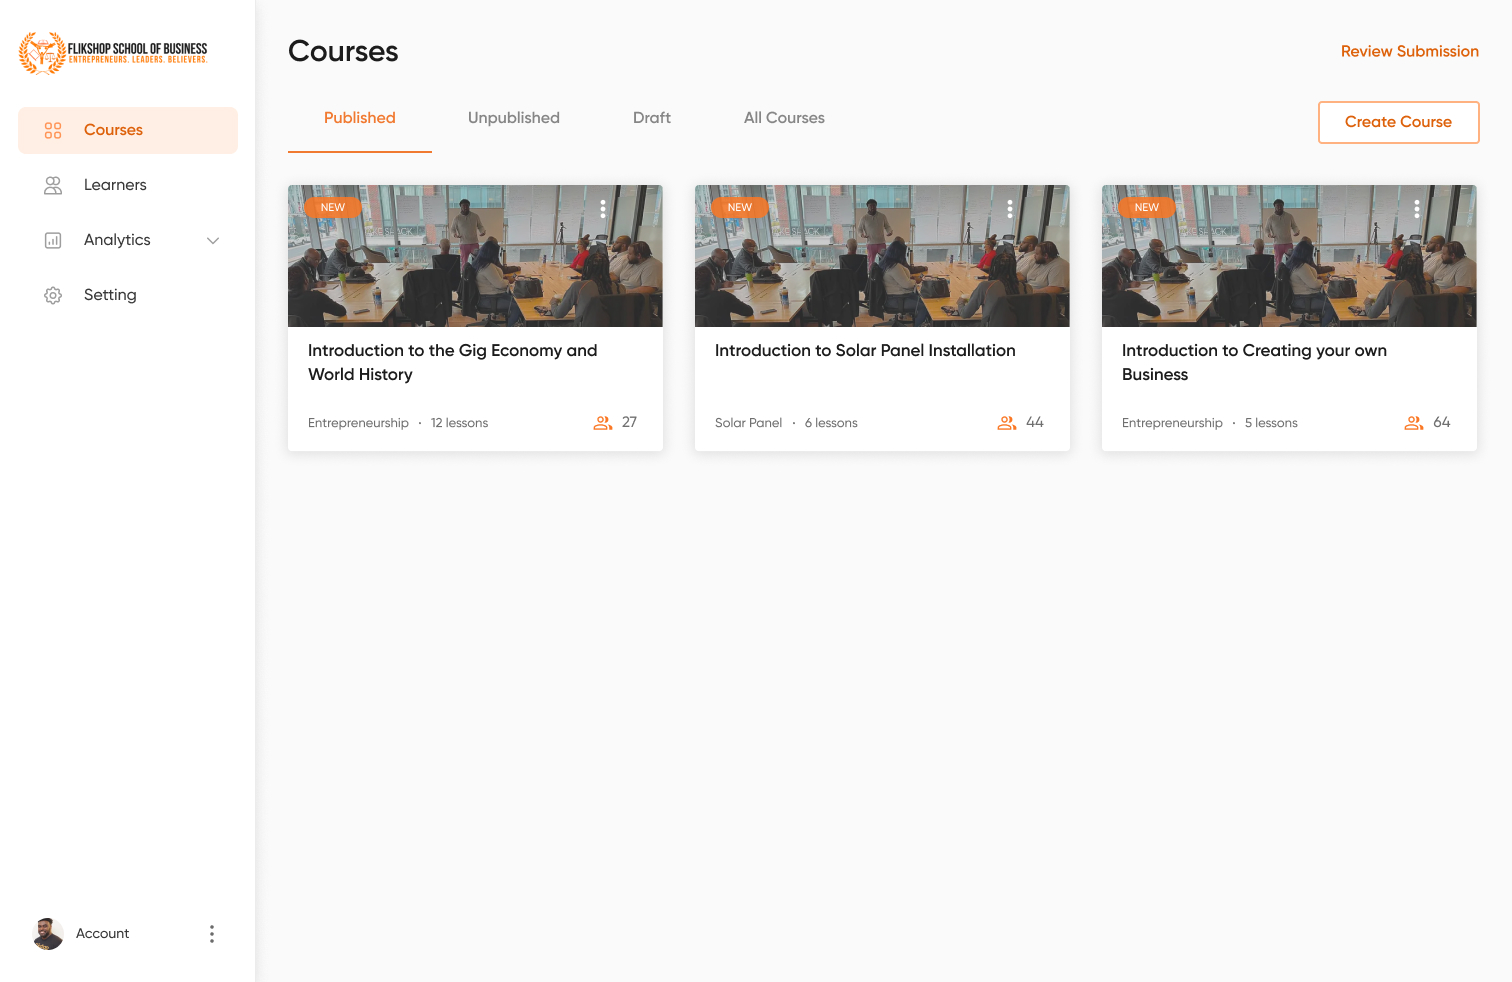 FLIKSHOP SCHOOL OF BUSINESS
ENTREPRENEURS. LEADERS. BELIEVERS.
Courses
Learners
Analytics
Setting
Account
Courses
Review Submission
Published
Unpublished
Draft
All Courses
Create Course
NEW
Introduction to the Gig Economy and
World History
Entrepreneurship · 12 lessons
27
NEW
Introduction to Solar Panel Installation
Solar Panel · 6 lessons
44
NEW
Introduction to Creating your own
Business
Entrepreneurship · 5 lessons
64